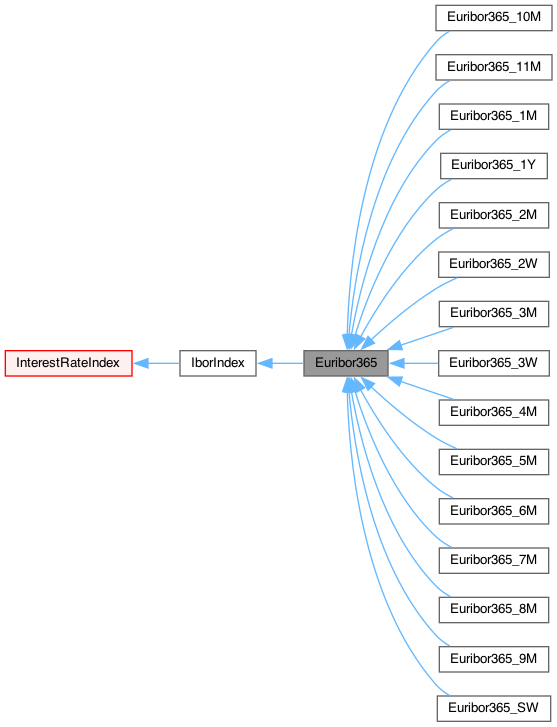 Euribor365_10M
Euribor365_11M
Euribor365_1M
Euribor365_1Y
Euribor365_2M
Euribor365_2W
Euribor365_3M
InterestRateIndex
IborIndex
Euribor365
Euribor365_3W
Euribor365_4M
Euribor365_5M
Euribor365_6M
Euribor365_7M
Euribor365_8M
Euribor365_9M
Euribor365_SW